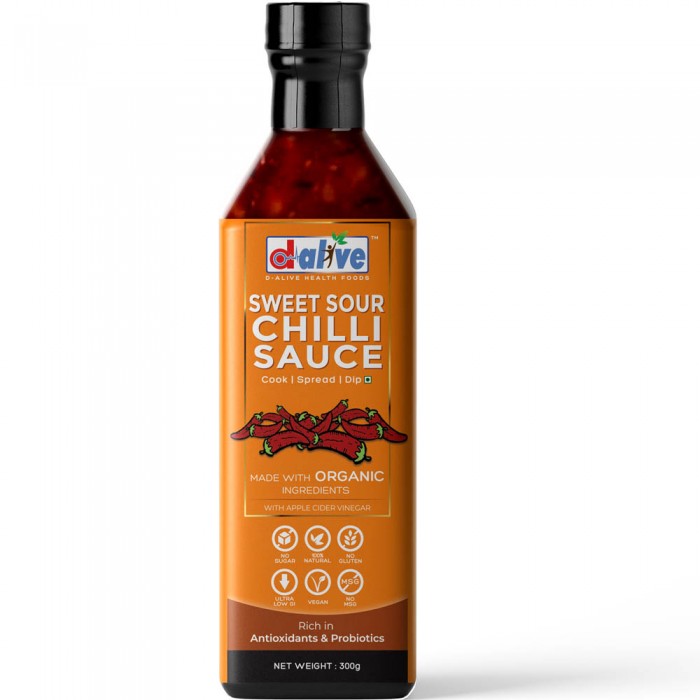 d-alive™
D-ALIVE HEALTH FOODS
SWEET SOUR
CHILLI
SAUCE
Cook | Spread | Dip
MADE WITH ORGANIC
INGREDIENTS
WITH APPLE CIDER VINEGAR
NO
SUGAR
100%
NATURAL
NO
GLUTEN
ULTRA
LOW GI
VEGAN
MSG
NO
MSG
Rich in
Antioxidants & Probiotics
NET WEIGHT : 300g